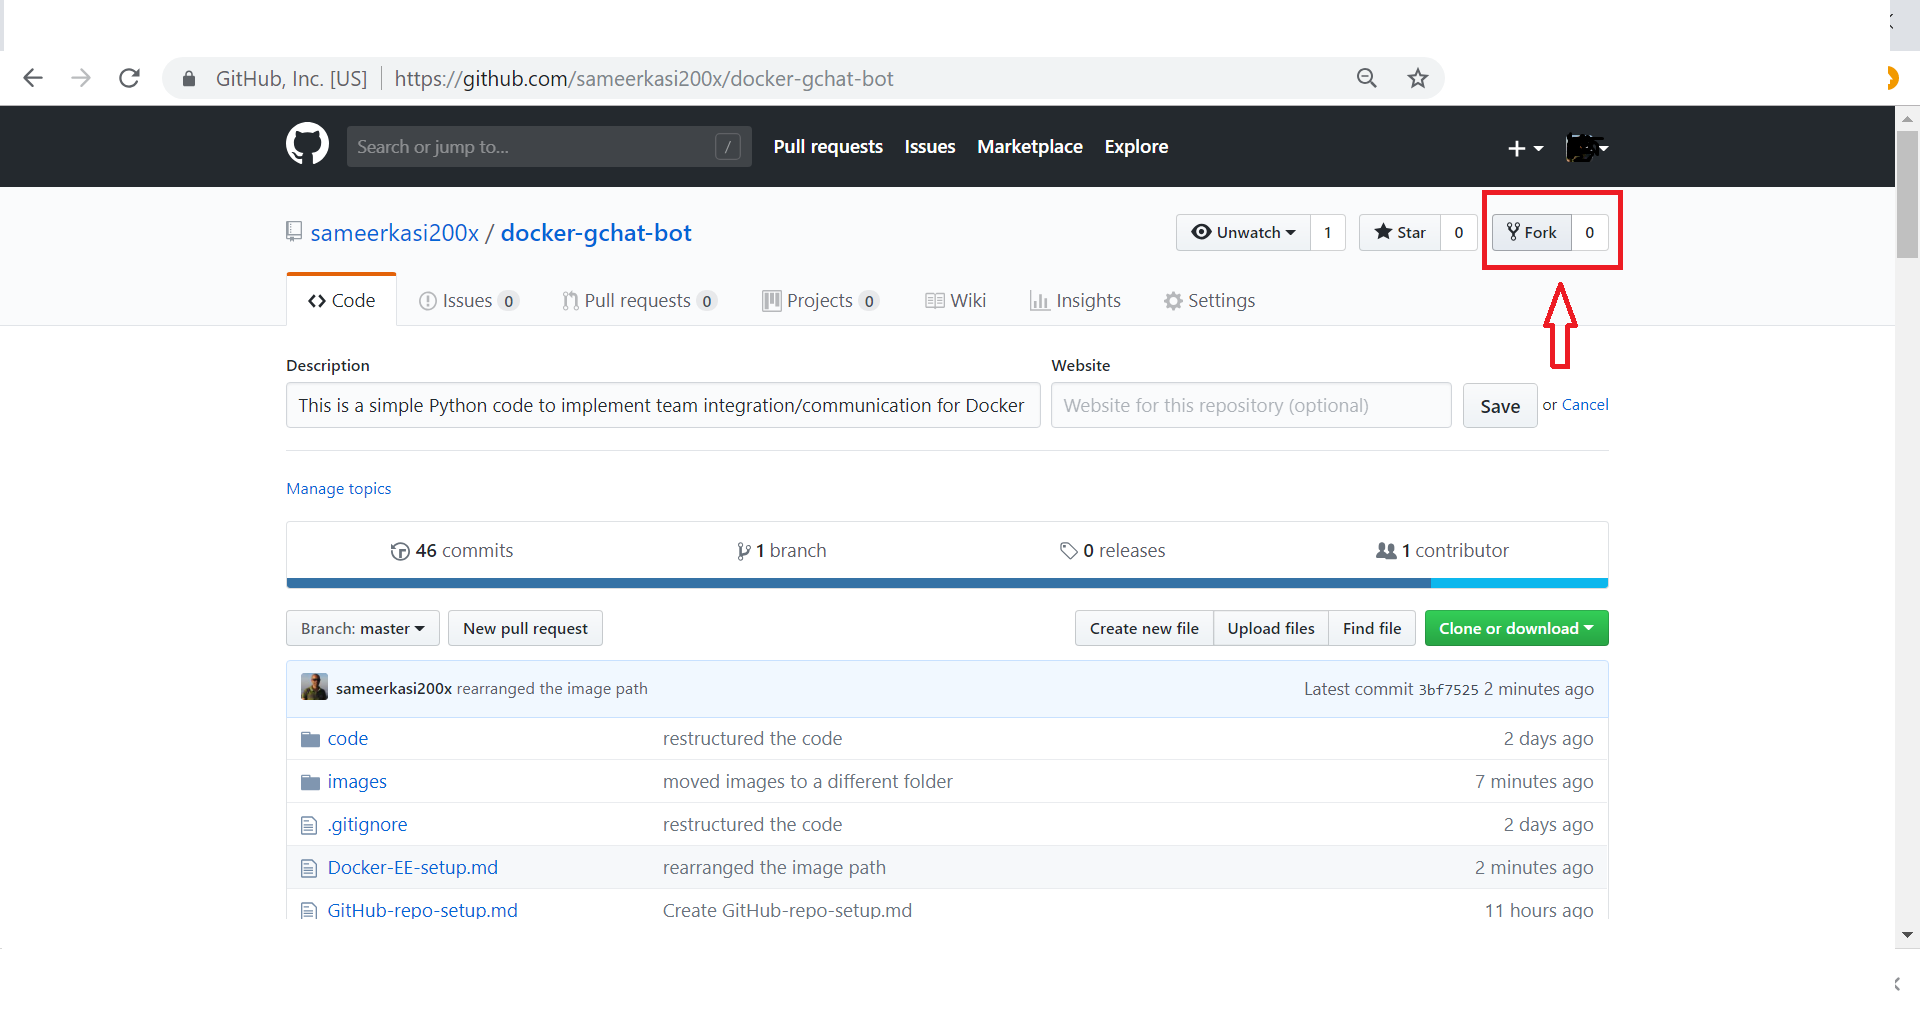 GitHub, Inc. [US] https://github.com/sameerkasi200x/docker-gchat-bot
Search or jump to... / Pull requests Issues Marketplace Explore
sameerkasi200x / docker-gchat-bot Unwatch 1 Star 0 Fork 0
Code Issues 0 Pull requests 0 Projects 0 Wiki Insights Settings
Description Website
This is a simple Python code to implement team integration/communication for Docker Website for this repository (optional) Save or Cancel
Manage topics
46 commits 1 branch 0 releases 1 contributor
Branch: master New pull request Create new file Upload files Find file Clone or download
sameerkasi200x rearranged the image path Latest commit 3bf7525 2 minutes ago
code restructured the code 2 days ago
images moved images to a different folder 7 minutes ago
.gitignore restructured the code 2 days ago
Docker-EE-setup.md rearranged the image path 2 minutes ago
GitHub-repo-setup.md Create GitHub-repo-setup.md 11 hours ago